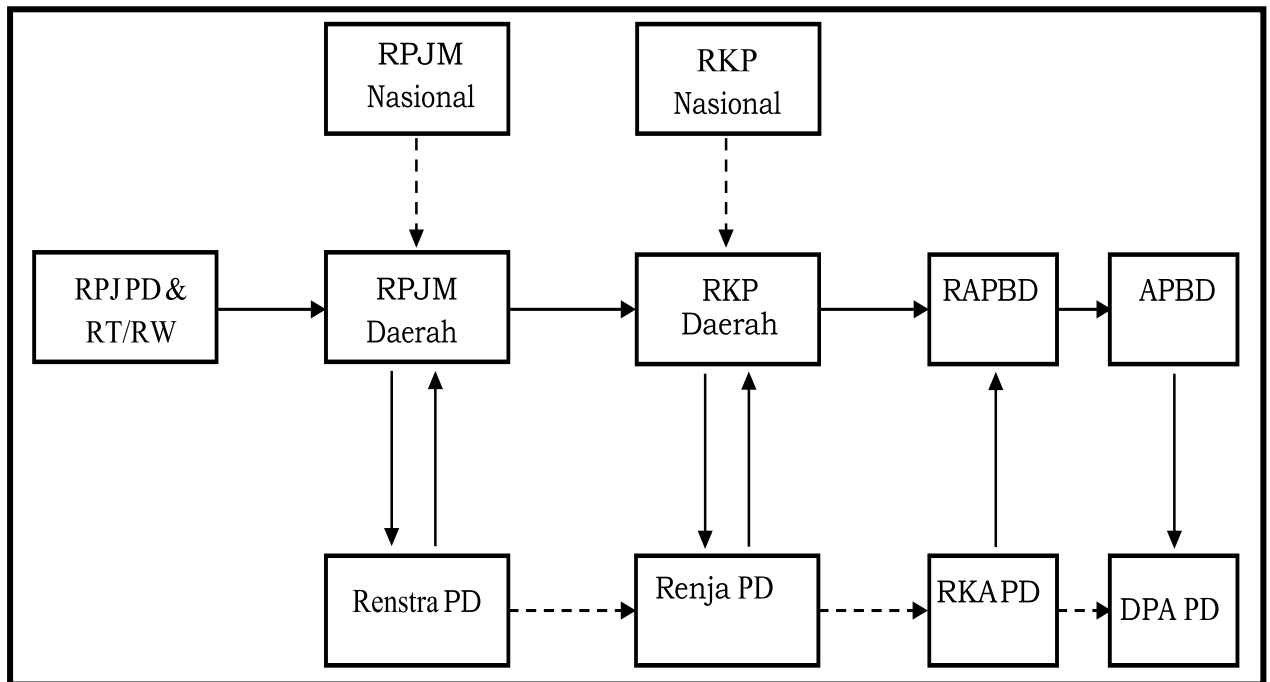 RPJM
Nasional
RKP
Nasional
RPJPD &
RT/RW
RPJM
Daerah
RKP
Daerah
RAPBD
APBD
Renstra PD
Renja PD
RKA PD
DPA PD